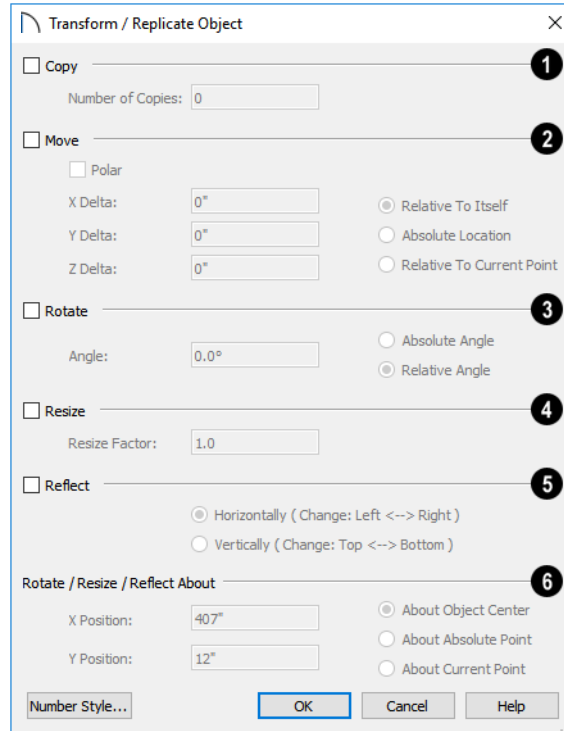 Transform / Replicate Object
Copy 1
Number of Copies: 0
Move 2
Polar
X Delta: 0" Relative To Itself
Y Delta: 0" Absolute Location
Z Delta: 0" Relative To Current Point
Rotate 3
Absolute Angle
Angle: 0.0°
Relative Angle
Resize 4
Resize Factor: 1.0
Reflect 5
Horizontally ( Change: Left <--> Right )
Vertically ( Change: Top <--> Bottom )
Rotate / Resize / Reflect About 6
X Position: 407" About Object Center
About Absolute Point
Y Position: 12"
About Current Point
Number Style... OK Cancel Help